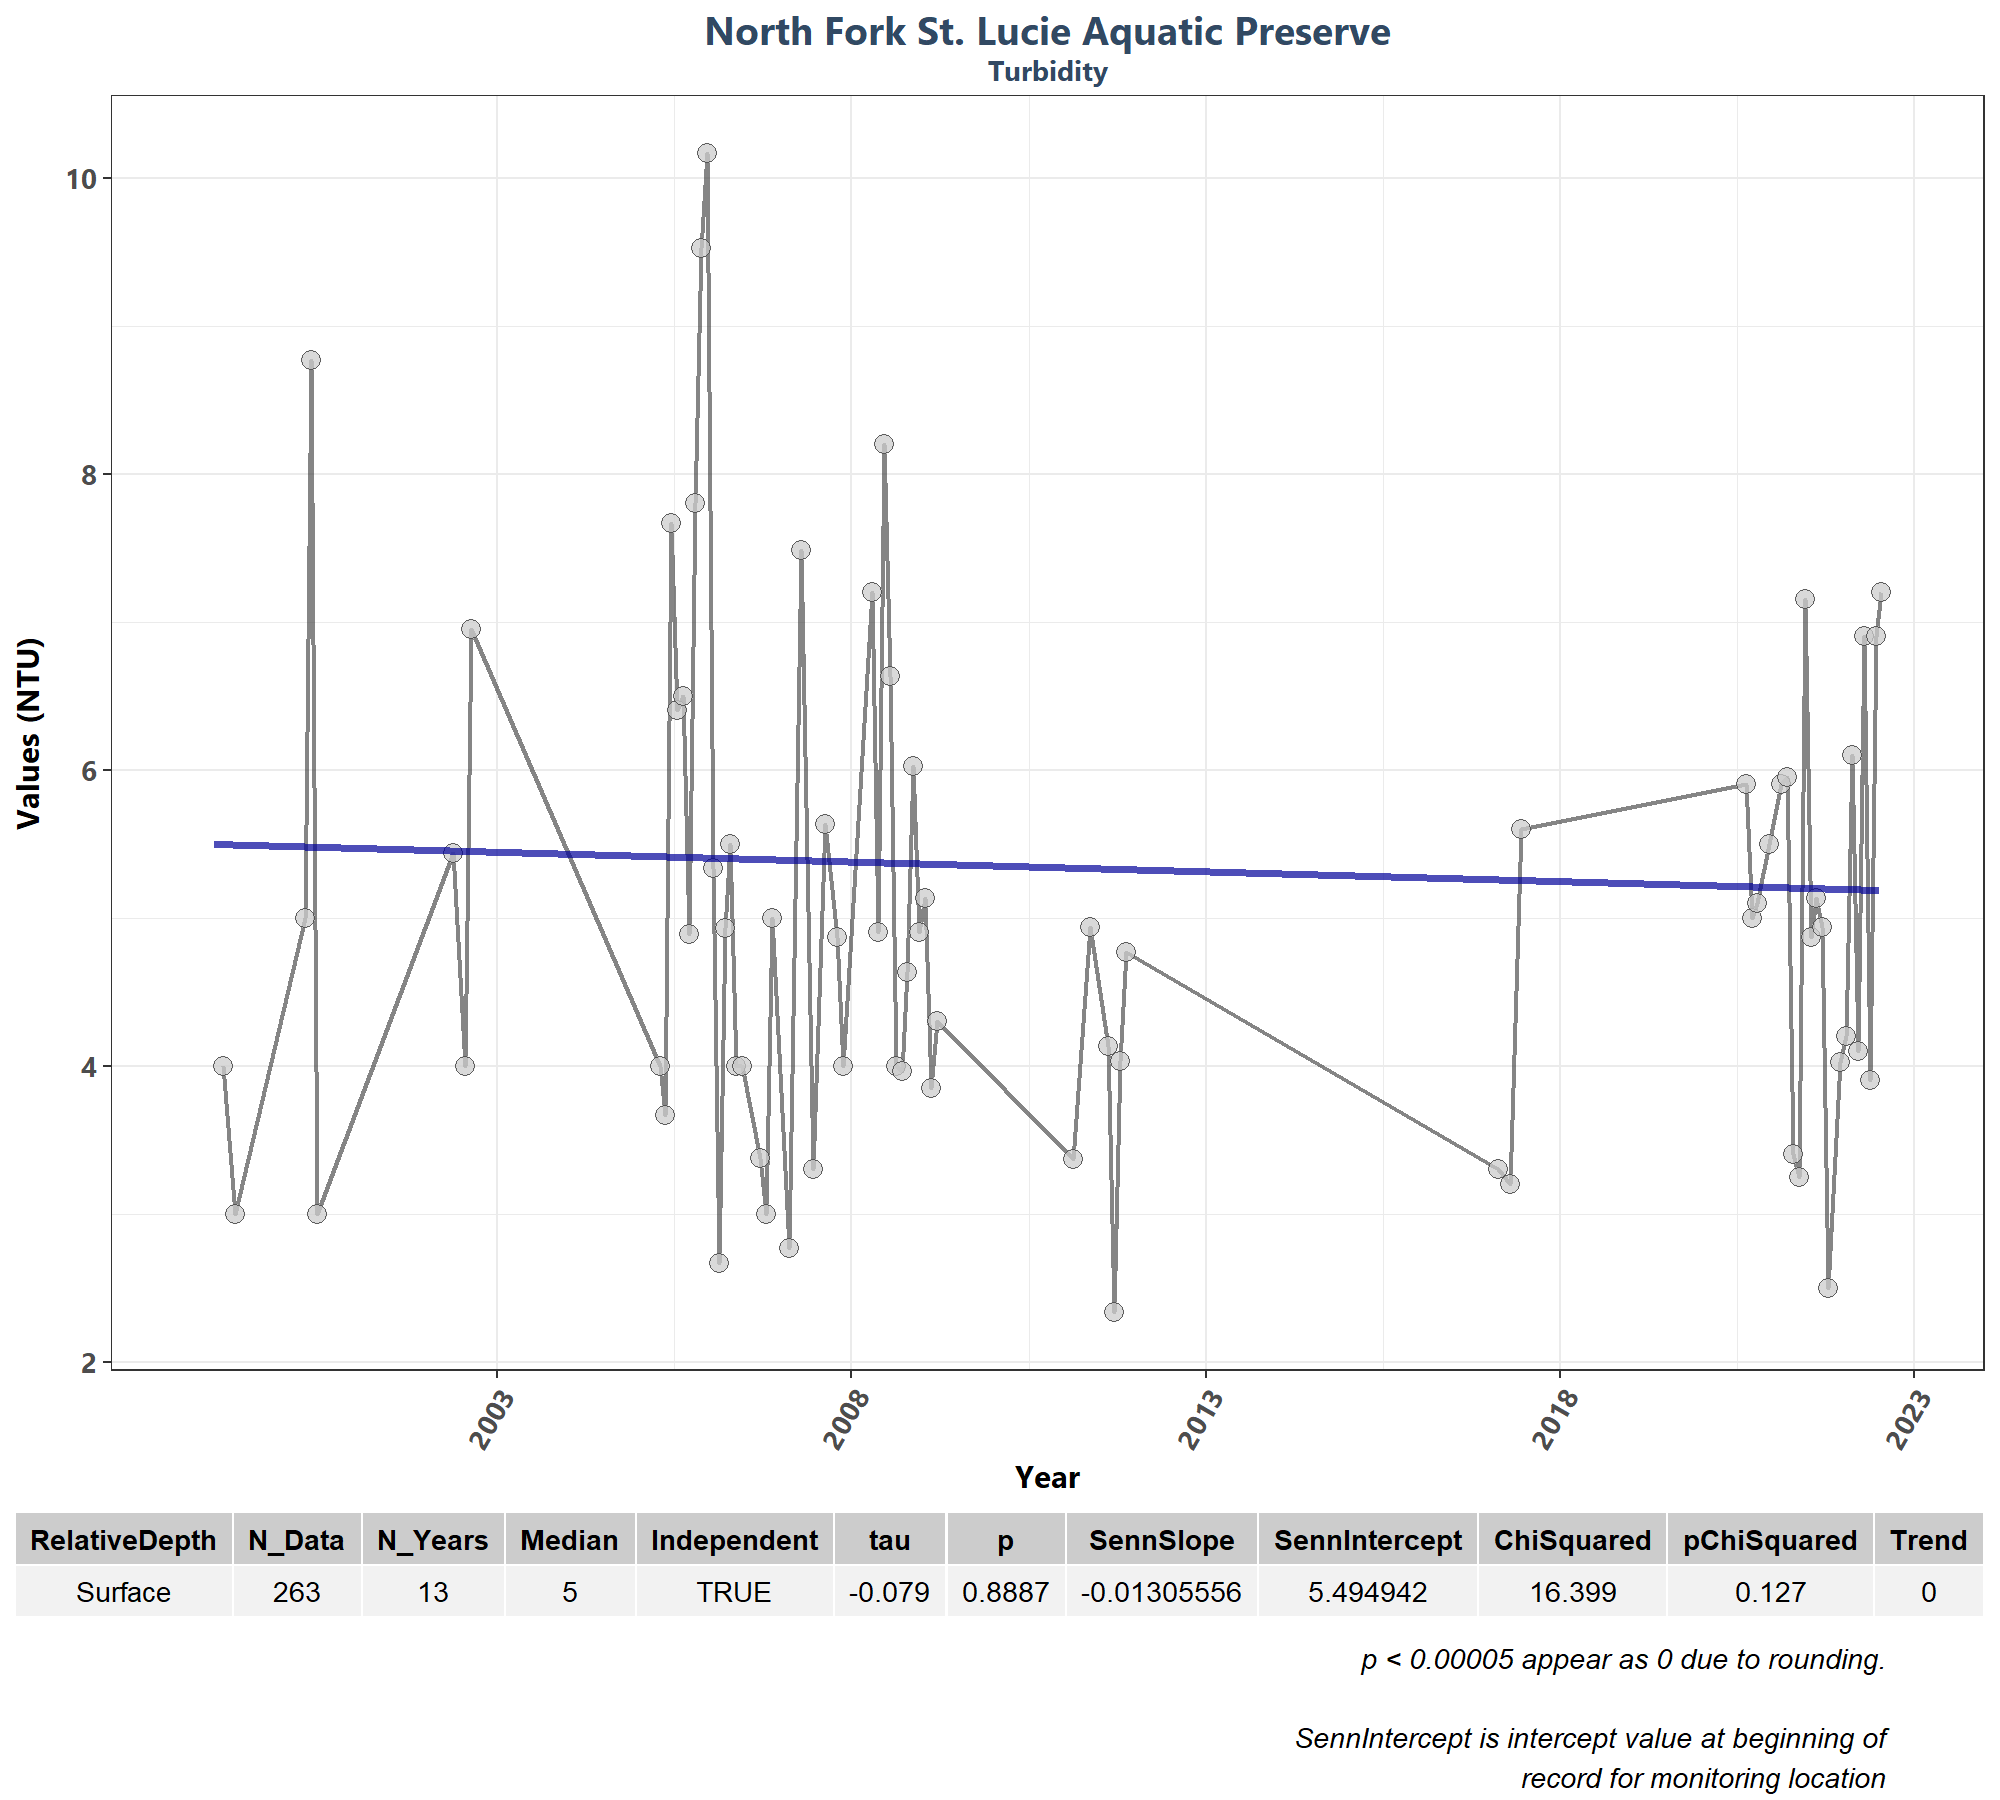 North Fork St. Lucie Aquatic Preserve
Turbidity
Values (NTU)
10
8
6
4
2
2003
2008
2013
2018
2023
Year
RelativeDepth N_Data N_Years Median Independent tau p SennSlope SennIntercept ChiSquared pChiSquared Trend
Surface 263 13 5 TRUE -0.079 0.8887 -0.01305556 5.494942 16.399 0.127 0
p < 0.00005 appear as 0 due to rounding.
SennIntercept is intercept value at beginning of
record for monitoring location